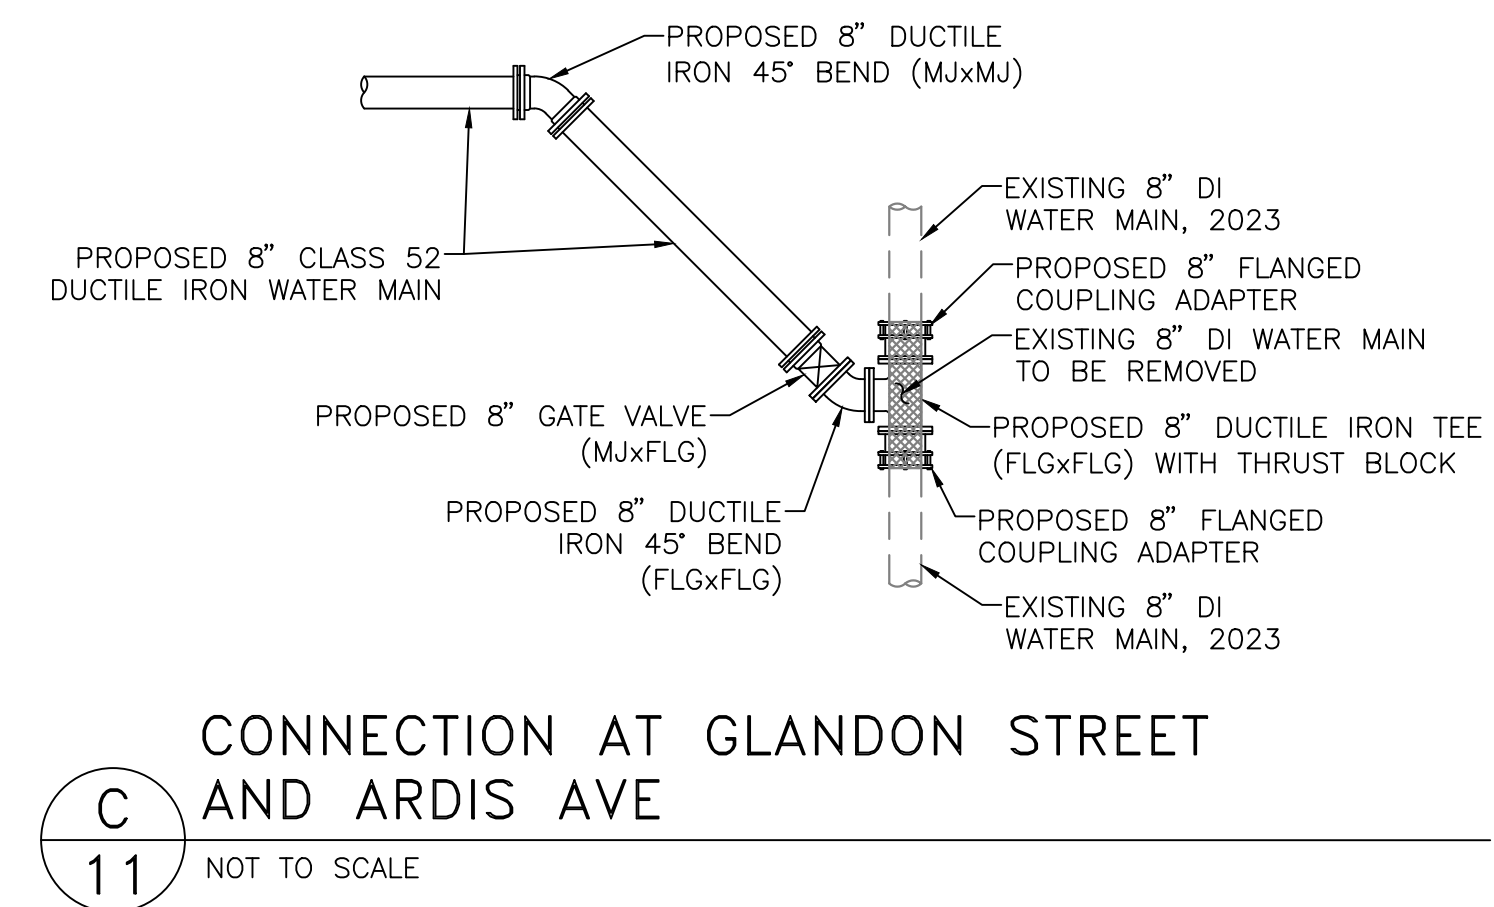 PROPOSED 8” DUCTILE
IRON 45° BEND (MJxMJ)
EXISTING 8” DI
WATER MAIN, 2023
PROPOSED 8” CLASS 52
DUCTILE IRON WATER MAIN
PROPOSED 8” FLANGED
COUPLING ADAPTER
EXISTING 8” DI WATER MAIN
TO BE REMOVED
PROPOSED 8” GATE VALVE
(MJxFLG)
PROPOSED 8” DUCTILE IRON TEE
(FLGxFLG) WITH THRUST BLOCK
PROPOSED 8” DUCTILE
IRON 45° BEND
(FLGxFLG)
PROPOSED 8” FLANGED
COUPLING ADAPTER
EXISTING 8” DI
WATER MAIN, 2023
CONNECTION AT GLANDON STREET
AND ARDIS AVE
C
11
NOT TO SCALE